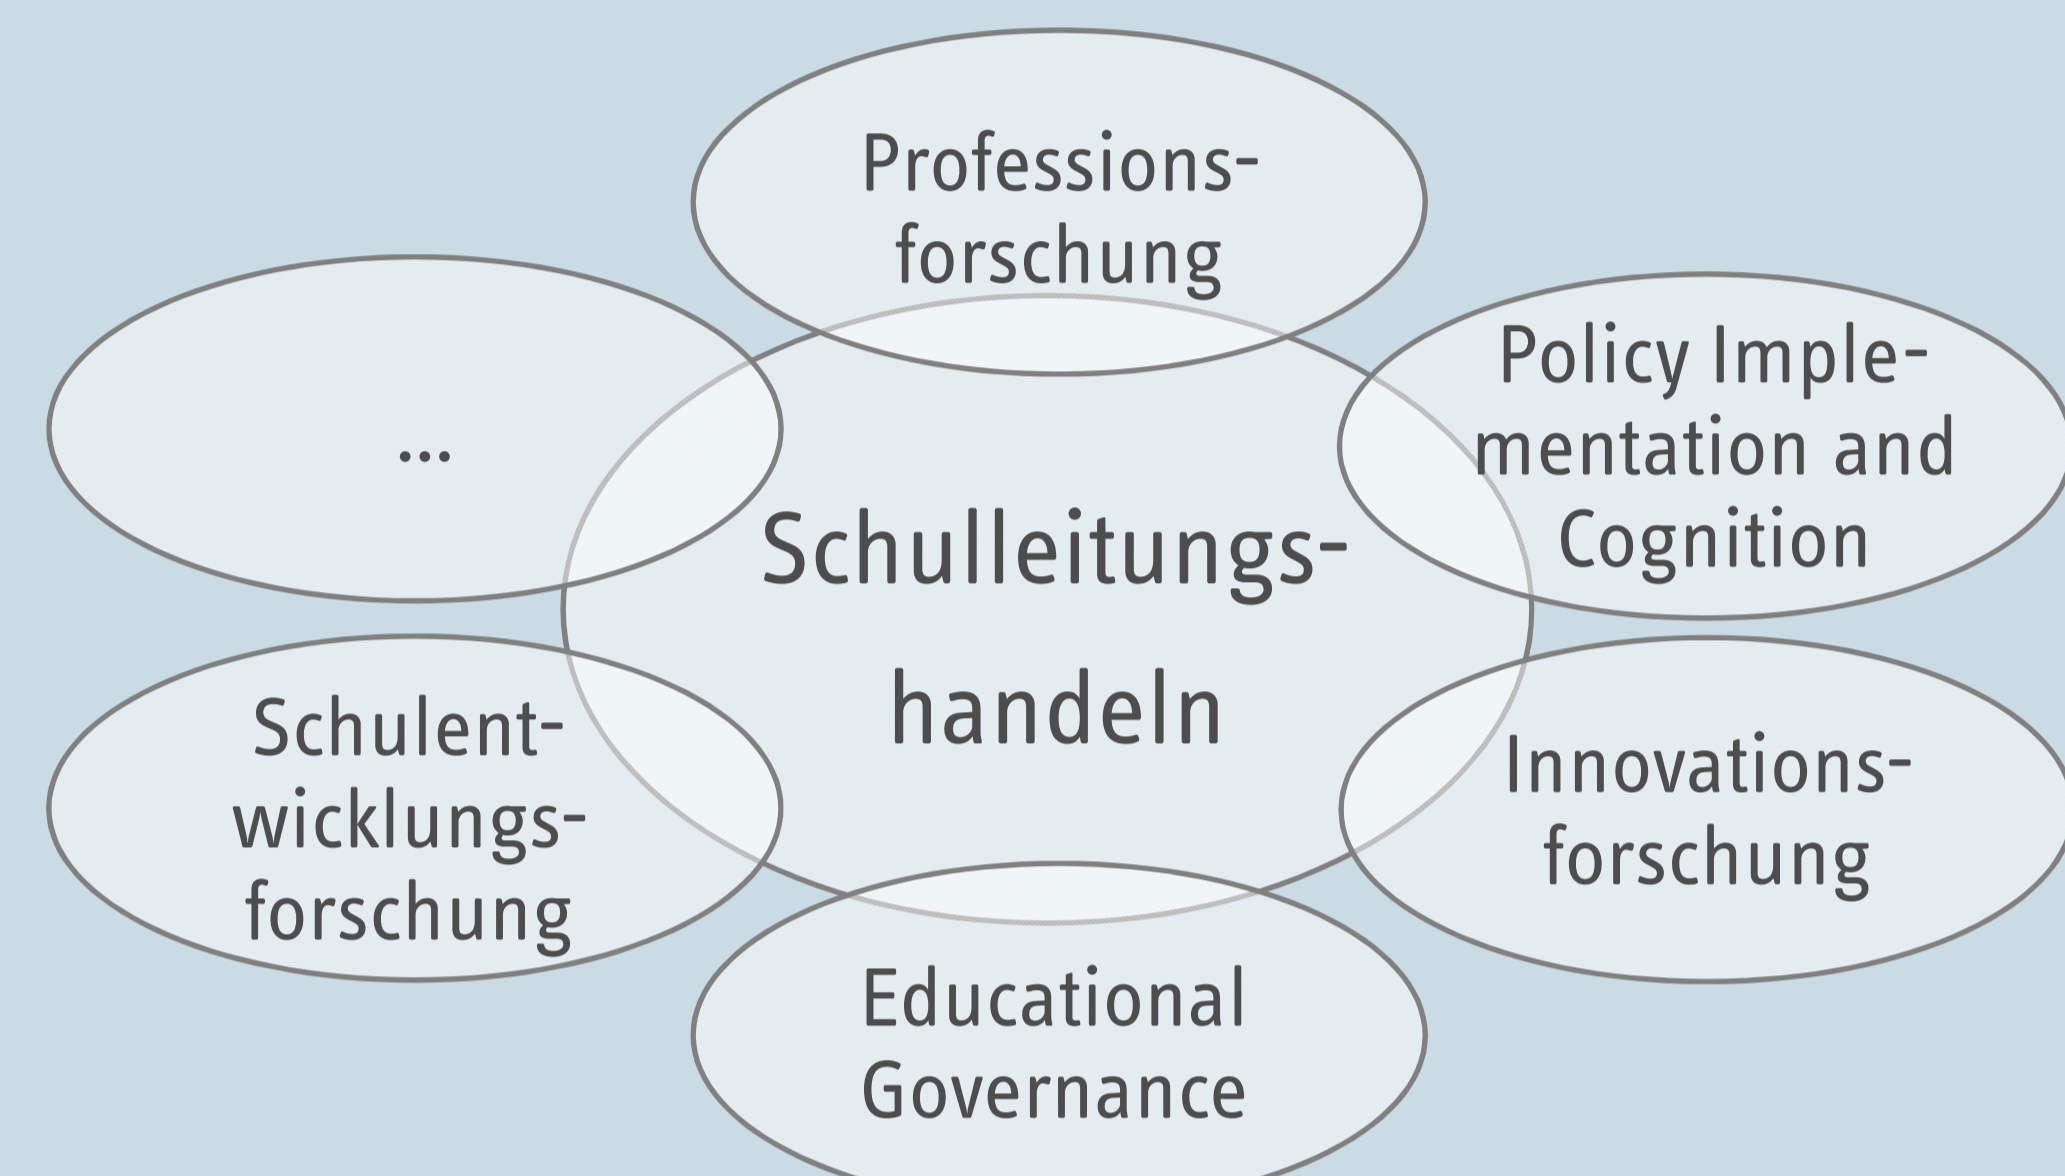 Professions-
forschung
Policy Imple-
mentation and
Cognition
...
Schulleitungs-
handeln
Schulent-
wicklungs-
forschung
Innovations-
forschung
Educational
Governance